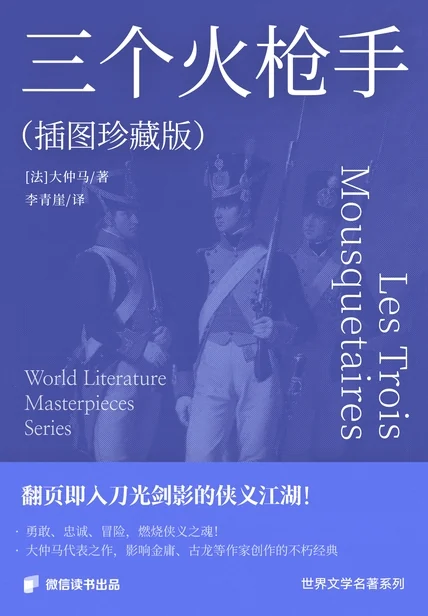 三个火枪手
（插图珍藏版）
[法]大仲马/著
李青崖/译
Les Trois
Mousquetaires
World Literature
Masterpieces
Series
翻页即入刀光剑影的侠义江湖！
· 勇敢、忠诚、冒险，燃烧侠义之魂！
· 大仲马代表之作，影响金庸、古龙等作家创作的不朽经典
微信读书出品
世界文学名著系列